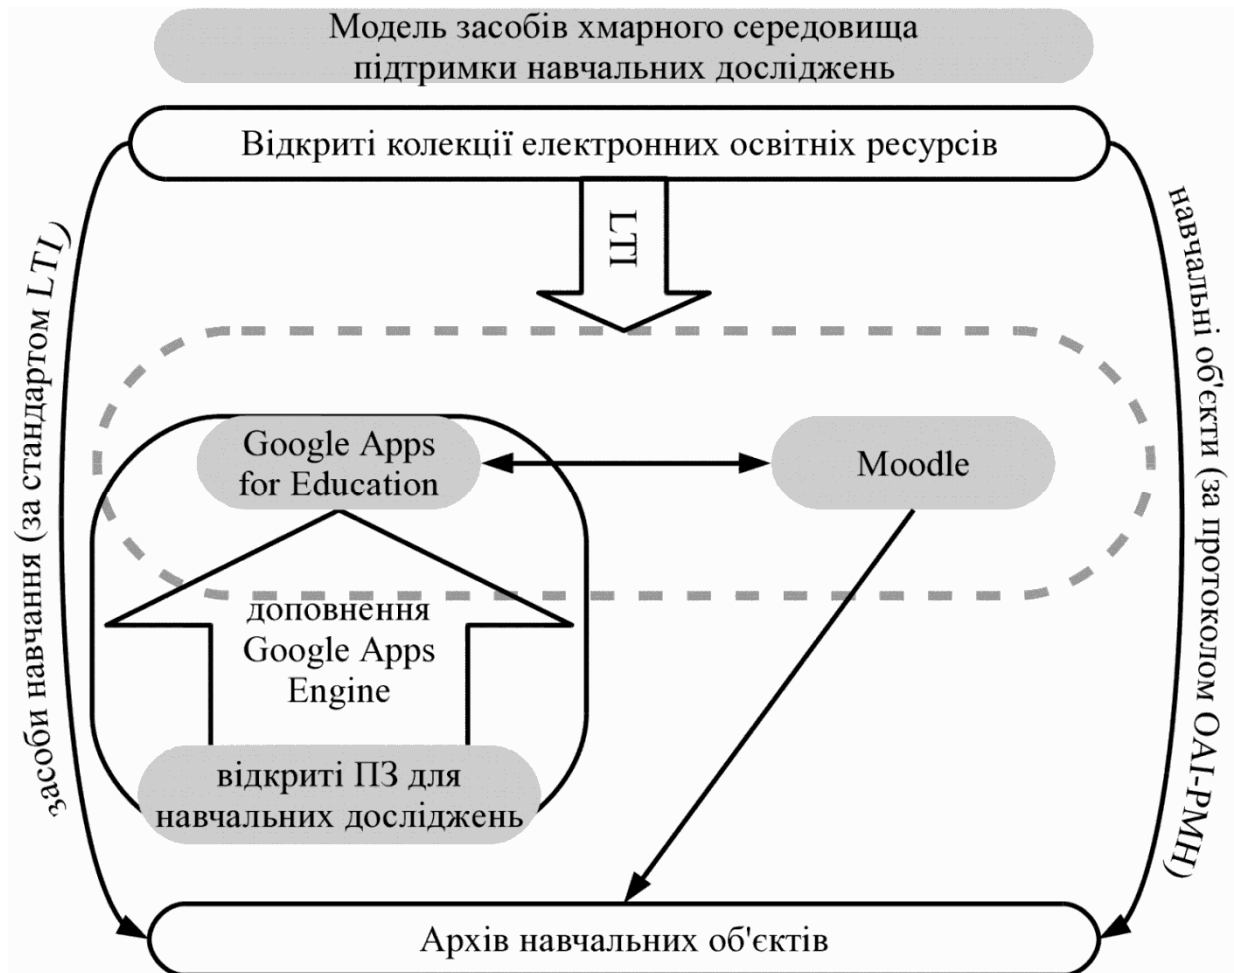 Модель засобів хмарного середовища
підтримки навчальних досліджень
Відкриті колекції електронних освітніх ресурсів
LTI
засоби навчання (за стандартом LTI)
навчальні об'єкти (за протоколом OAI-PMH)
Google Apps
for Education
Moodle
доповнення
Google Apps
Engine
відкриті ПЗ для
навчальних досліджень
Архів навчальних об'єктів